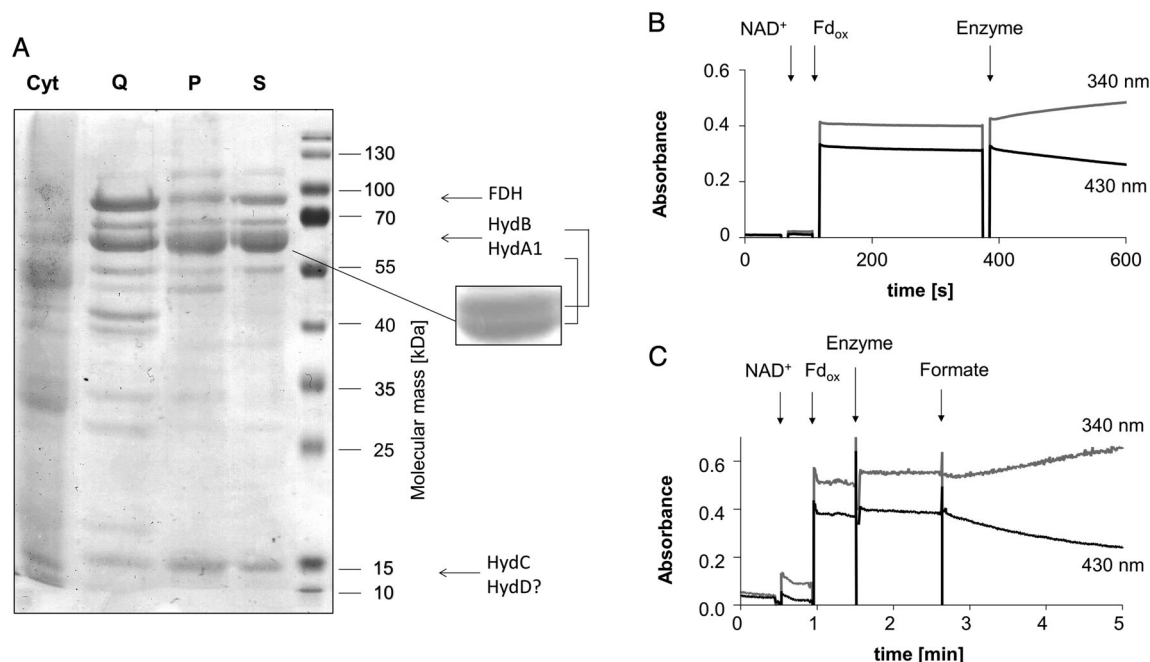 A
Cyt Q P S
130
100
70
55
40
35
25
15
10
Molecular mass [kDa]
FDH
HydB
HydA1
HydC
HydD?
B
NAD⁺ Fdₒₓ Enzyme
0.6
0.4
0.2
0
Absorbance
340 nm
430 nm
0 200 400 600
time [s]
C
Enzyme
NAD⁺ Fdₒₓ Formate
0.6
0.4
0.2
0.0
Absorbance
340 nm
430 nm
0 1 2 3 4 5
time [min]